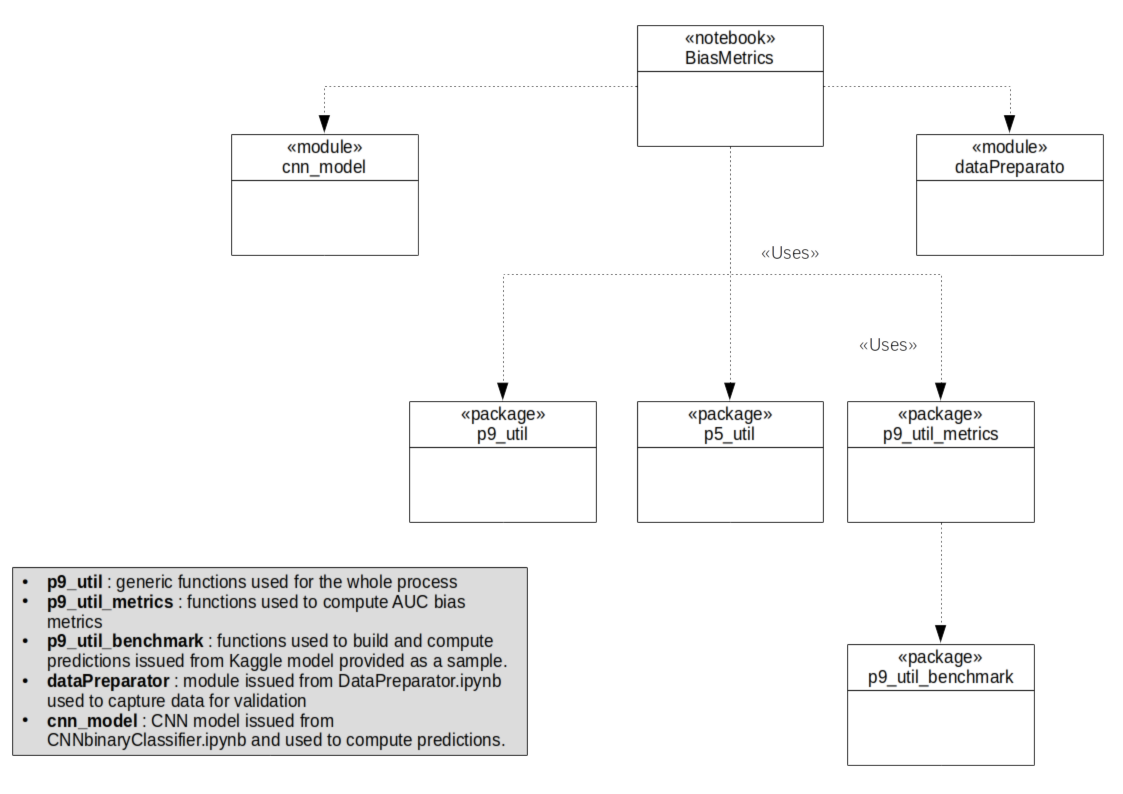 «notebook»
BiasMetrics
«module»
cnn_model
«module»
dataPreparato
«Uses»
«Uses»
«package»
p9_util
«package»
p5_util
«package»
p9_util_metrics
• p9_util : generic functions used for the whole process
• p9_util_metrics : functions used to compute AUC bias
metrics
• p9_util_benchmark : functions used to build and compute
predictions issued from Kaggle model provided as a sample.
• dataPreparator : module issued from DataPreparator.ipynb
used to capture data for validation
• cnn_model : CNN model issued from
CNNbinaryClassifier.ipynb and used to compute predictions.
«package»
p9_util_benchmark